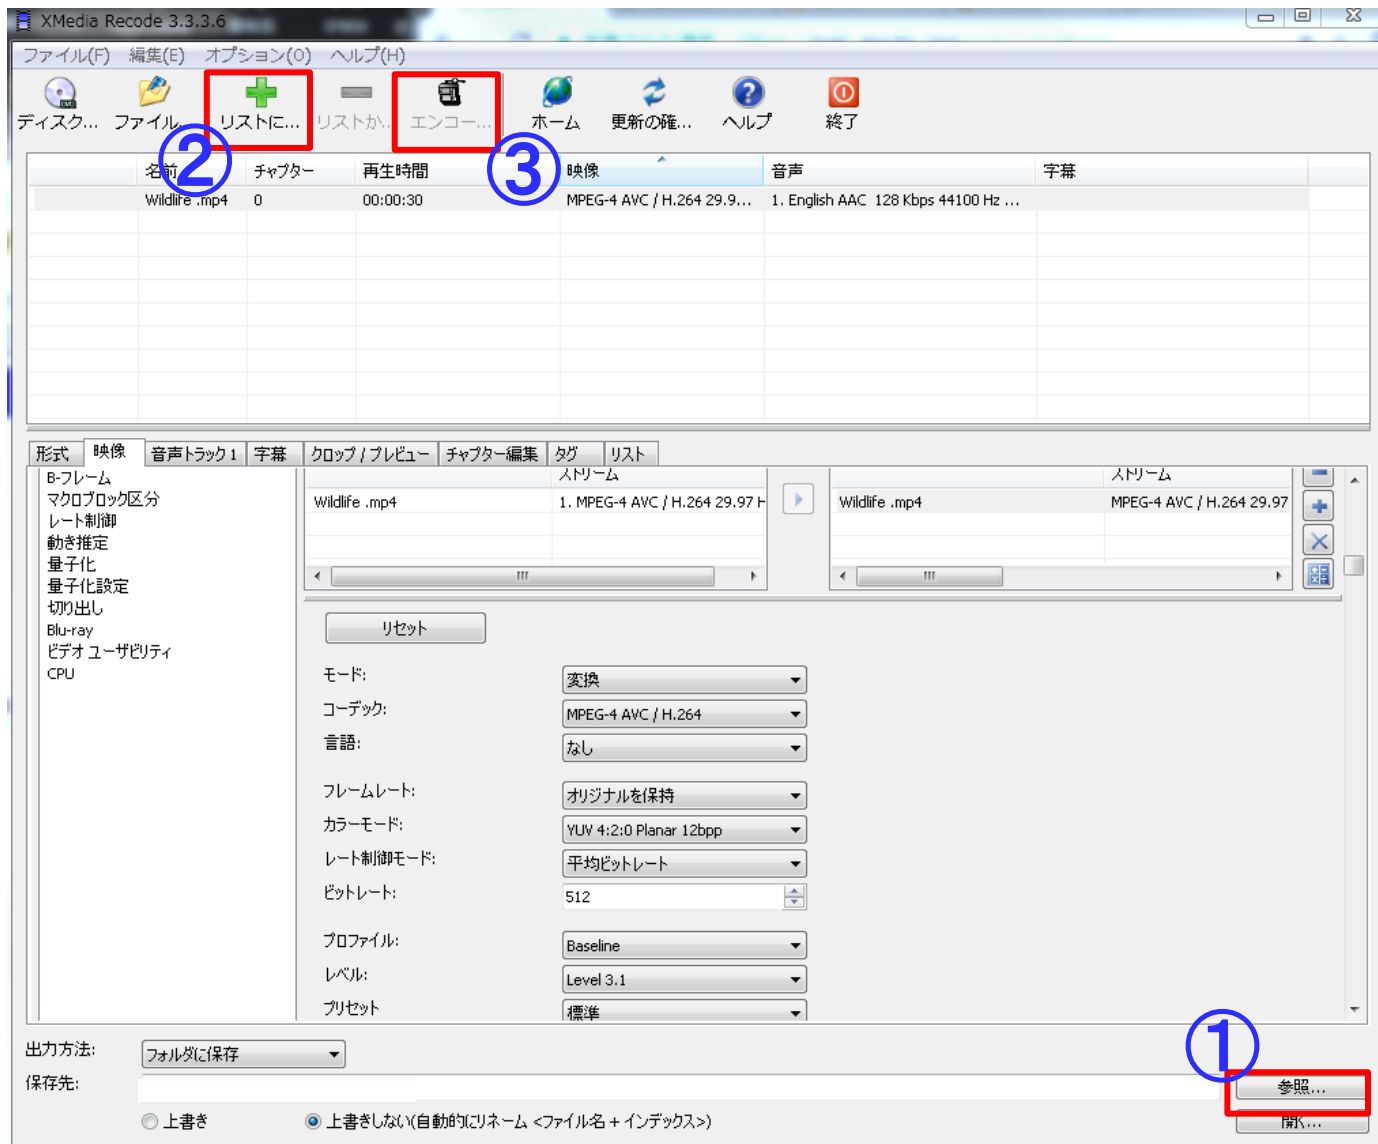 XMedia Recode 3.3.3.6
ファイル(F) 編集(E) オプション(O) ヘルプ(H)
ディスク... ファイル... リストに... リストか... エンコー... ホーム 更新の確... ヘルプ 終了
② ③
名前 チャプター 再生時間 映像 音声 字幕
Wildlife .mp4 0 00:00:30 MPEG-4 AVC / H.264 29.9... 1. English AAC 128 Kbps 44100 Hz ...
形式 映像 音声トラック 1 字幕 クロップ / プレビュー チャプター編集 タグ リスト
B-フレーム
マクロブロック区分
レート制御
動き推定
量子化
量子化設定
切り出し
Blu-ray
ビデオ ユーザビリティ
CPU
ストリーム ストリーム
Wildlife .mp4 1. MPEG-4 AVC / H.264 29.97 H Wildlife .mp4 MPEG-4 AVC / H.264 29.97
リセット
モード: 変換
コーデック: MPEG-4 AVC / H.264
言語: なし
フレームレート: オリジナルを保持
カラーモード: YUV 4:2:0 Planar 12bpp
レート制御モード: 平均ビットレート
ビットレート: 512
プロファイル: Baseline
レベル: Level 3.1
プリセット 標準
①
出力方法: フォルダに保存
保存先: 参照...
上書き 上書きしない(自動的にリネーム <ファイル名 + インデックス>) 開く...